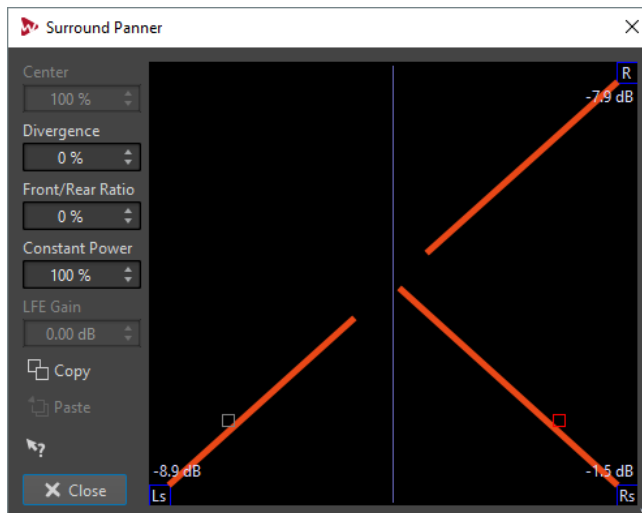 Surround Panner
Center
100 %
Divergence
0 %
Front/Rear Ratio
0 %
Constant Power
100 %
LFE Gain
0.00 dB
Copy
Paste
?
Close
R
-7.9 dB
-8.9 dB
Ls
-1.5 dB
Rs